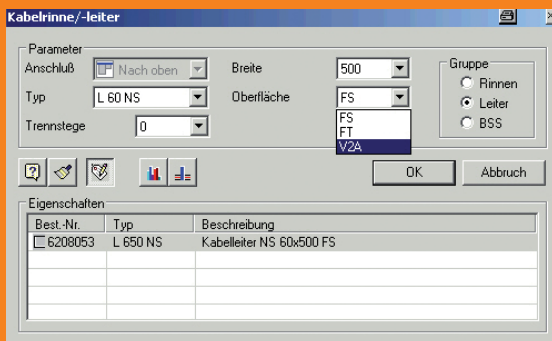 Kabelrinne/-leiter
Parameter
Anschluß Nach oben Breite 500 Gruppe
Rinnen
Typ L 60 NS Oberfläche FS Leiter
FS
Trennstege 0 FT BSS
V2A
OK Abbruch
Eigenschaften
Best.-Nr. Typ Beschreibung
6208053 L 650 NS Kabelleiter NS 60x500 FS